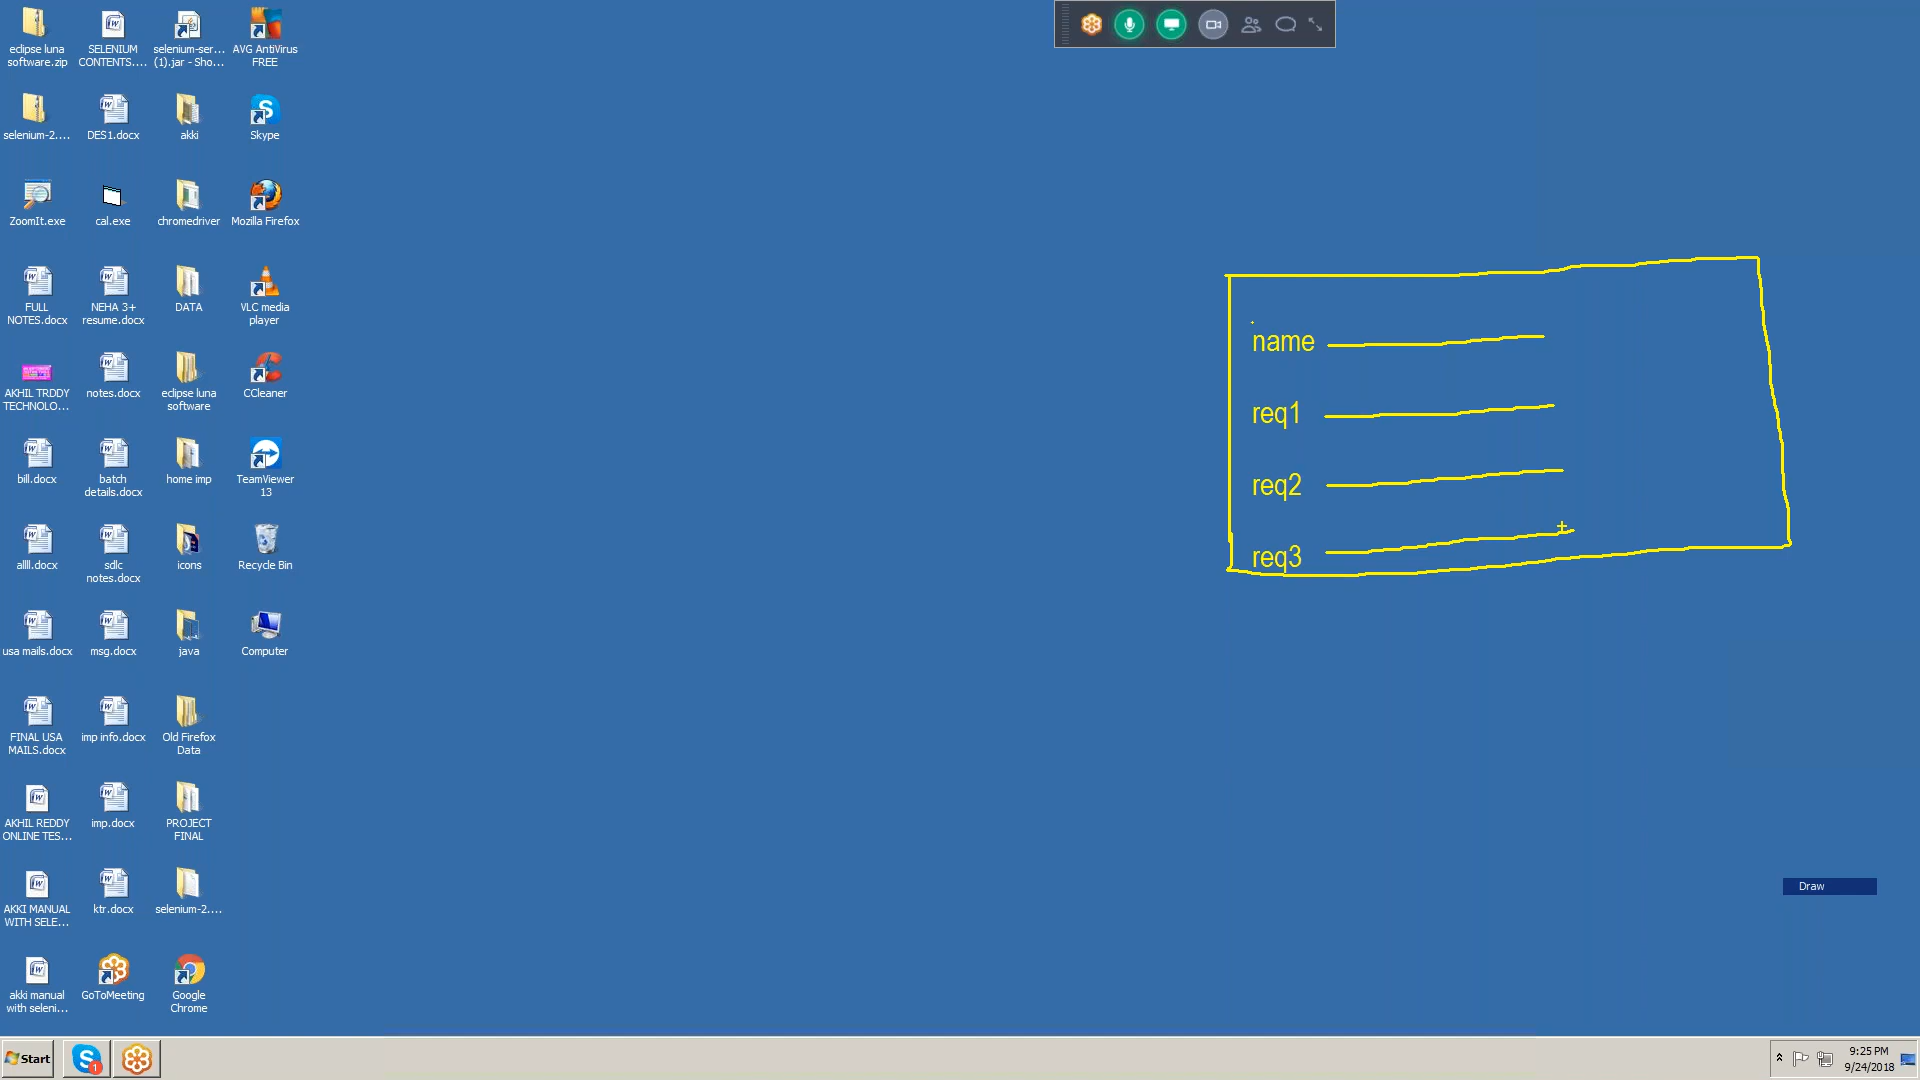 eclipse luna
software.zip
SELENIUM
CONTENTS....
selenium-ser...
(1).jar - Sho...
AVG AntiVirus
FREE
selenium-2....
DES1.docx
akki
Skype
ZoomIt.exe
cal.exe
chromedriver
Mozilla Firefox
FULL
NOTES.docx
NEHA 3+
resume.docx
DATA
VLC media
player
AKHIL TRDDY
TECHNOLO...
notes.docx
eclipse luna
software
CCleaner
bill.docx
batch
details.docx
home imp
TeamViewer
13
allll.docx
sdlc
notes.docx
icons
Recycle Bin
usa mails.docx
msg.docx
java
Computer
FINAL USA
MAILS.docx
imp info.docx
Old Firefox
Data
AKHIL REDDY
ONLINE TES...
imp.docx
PROJECT
FINAL
AKKI MANUAL
WITH SELE...
ktr.docx
selenium-2....
akki manual
with seleni...
GoToMeeting
Google
Chrome
name
req1
req2
req3
Draw
Start
1
9:25 PM
9/24/2018